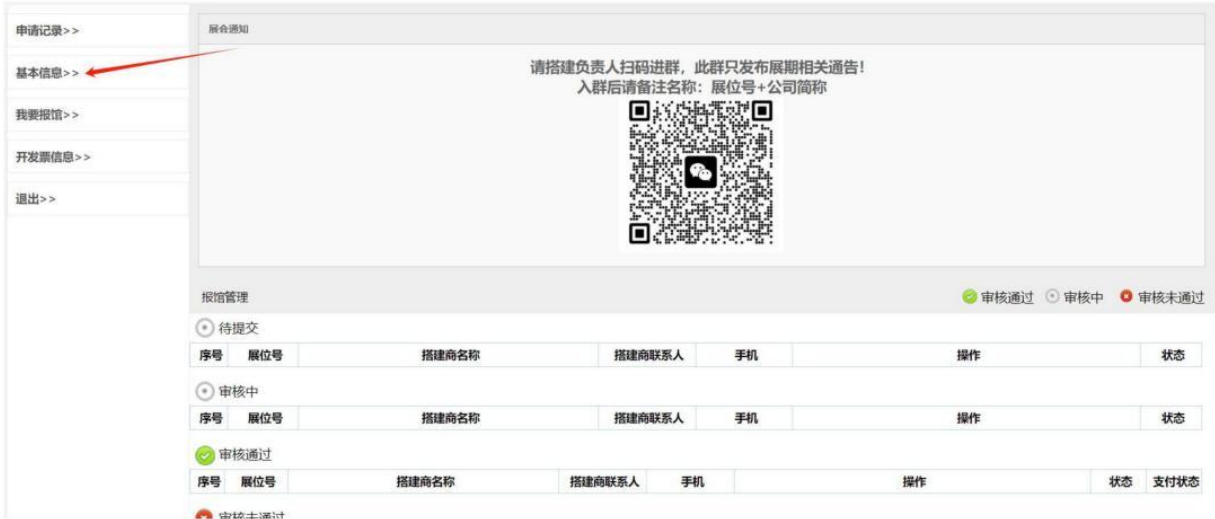 申请记录>>
基本信息>>
我要报馆>>
开发票信息>>
退出>>
展会通知
请搭建负责人扫码进群，此群只发布展期相关通告！
入群后请备注名称：展位号+公司简称
报馆管理 审核通过 审核中 审核未通过
待提交
序号 展位号 搭建商名称 搭建商联系人 手机 操作 状态
审核中
序号 展位号 搭建商名称 搭建商联系人 手机 操作 状态
审核通过
序号 展位号 搭建商名称 搭建商联系人 手机 操作 状态 支付状态
审核未通过